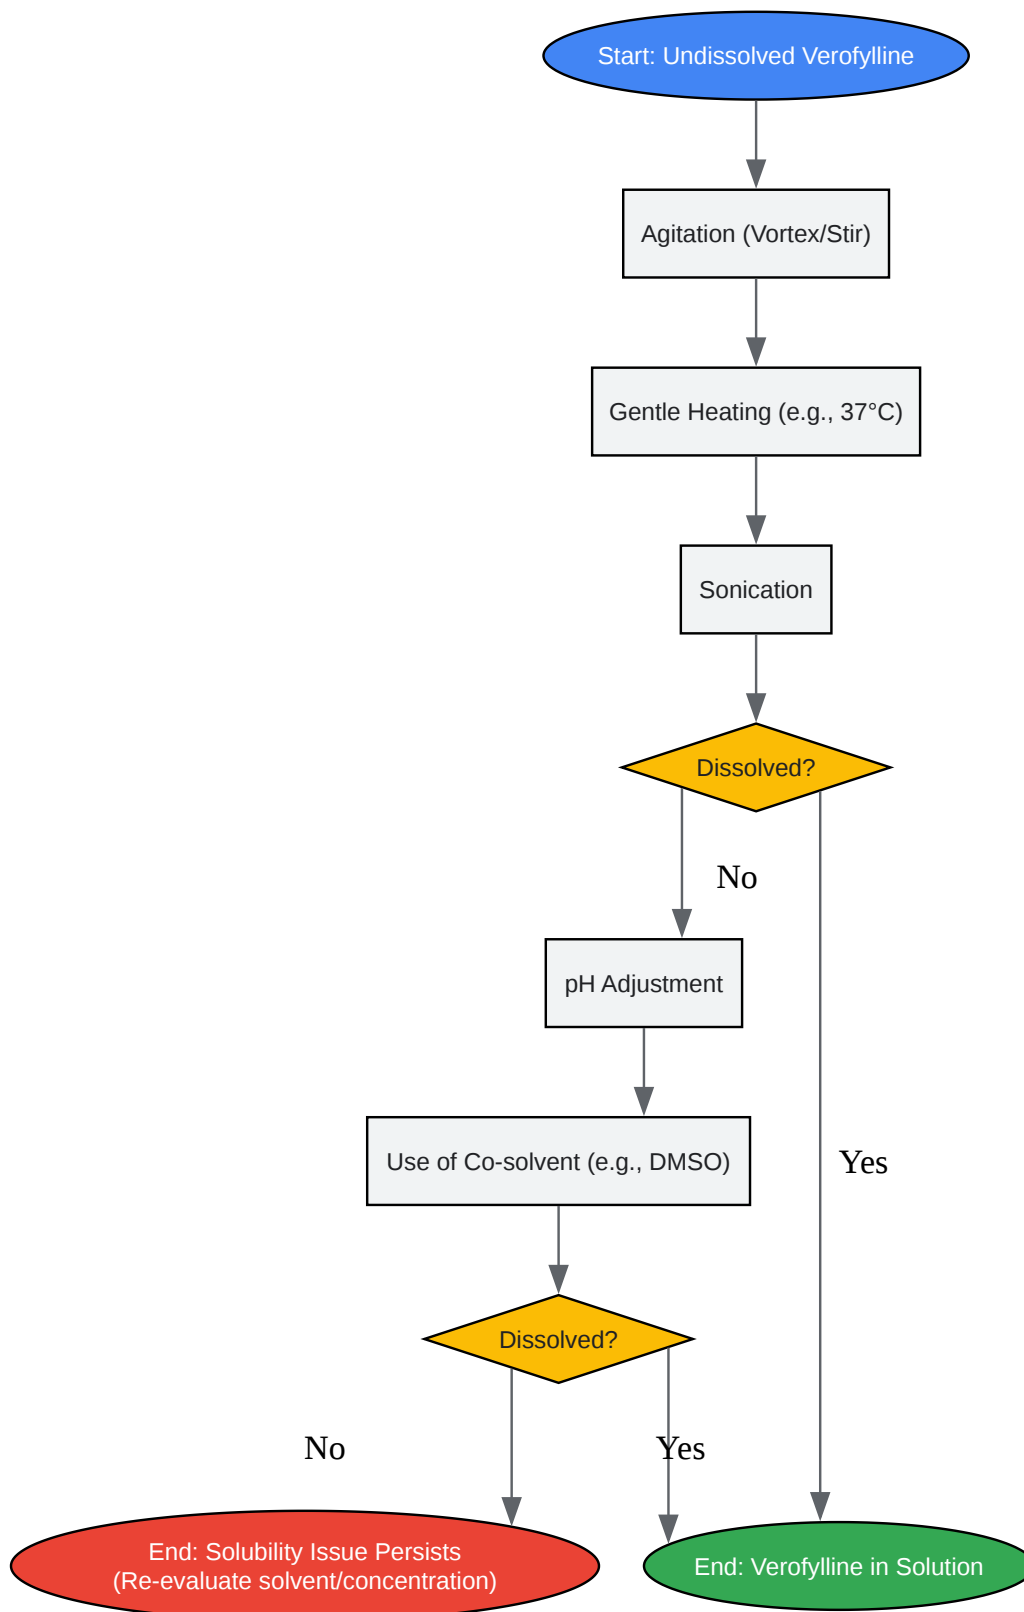 Start: Undissolved Verofylline
Agitation (Vortex/Stir)
Gentle Heating (e.g., 37°C)
Sonication
Dissolved?
No
pH Adjustment
Use of Co-solvent (e.g., DMSO)
Yes
Dissolved?
No
Yes
End: Solubility Issue Persists
(Re-evaluate solvent/concentration)
End: Verofylline in Solution